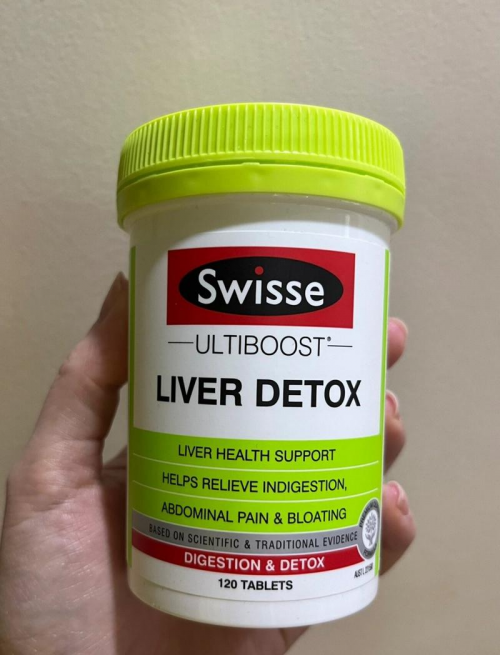 Swisse
ULTIBOOST®
LIVER DETOX
LIVER HEALTH SUPPORT
HELPS RELIEVE INDIGESTION,
ABDOMINAL PAIN & BLOATING
BASED ON SCIENTIFIC & TRADITIONAL EVIDENCE
DIGESTION & DETOX
120 TABLETS